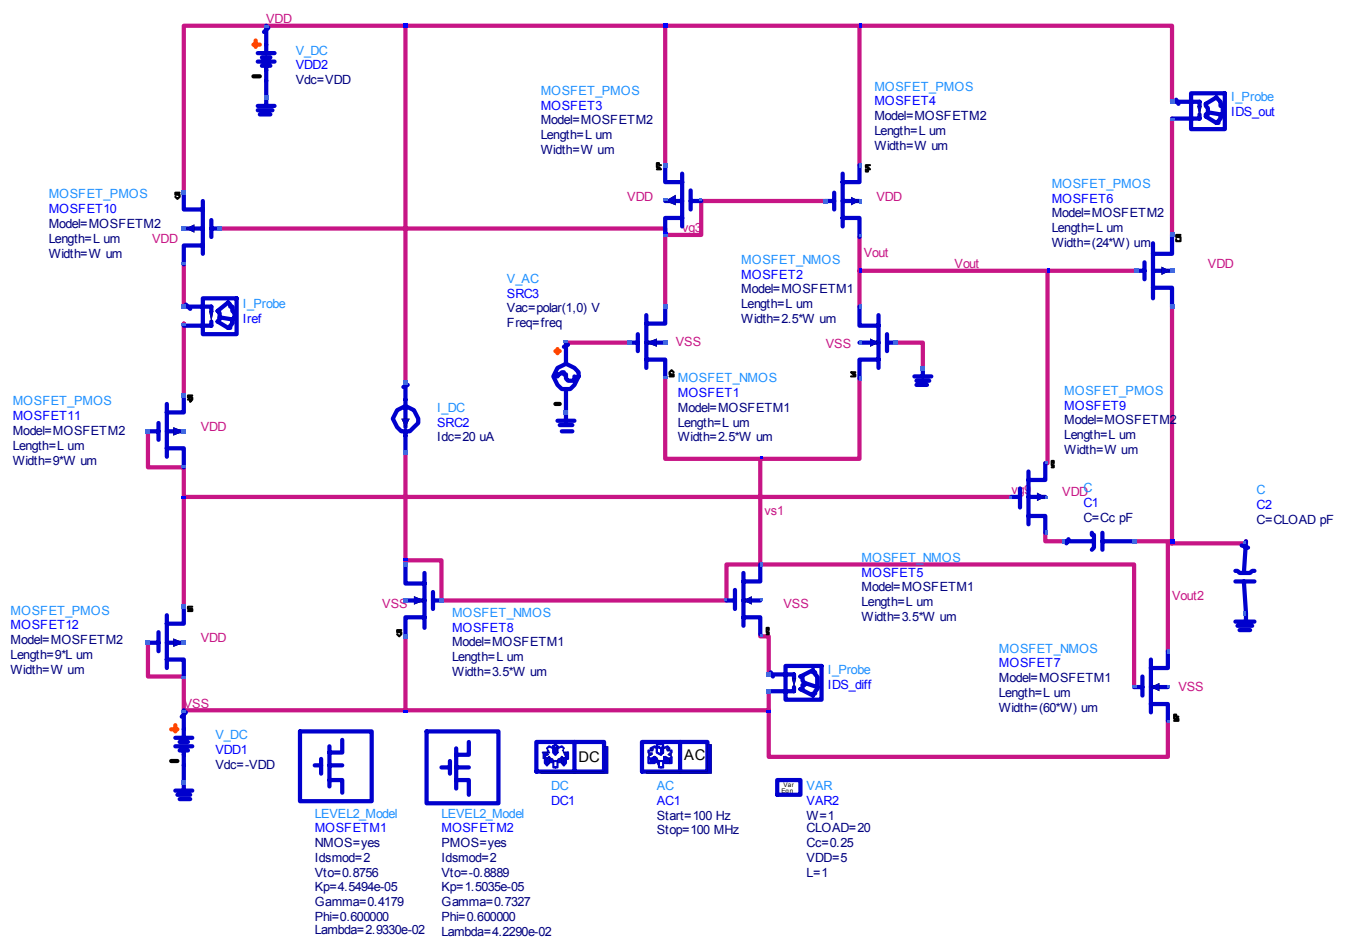 VDD
V_DC
VDD2
Vdc=VDD
MOSFET_PMOS
MOSFET3
Model=MOSFETM2
Length=L um
Width=W um
VDD
MOSFET_PMOS
MOSFET4
Model=MOSFETM2
Length=L um
Width=W um
VDD
I_Probe
IDS_out
MOSFET_PMOS
MOSFET10
Model=MOSFETM2
Length=L um
Width=W um
VDD
vg3
MOSFET_PMOS
MOSFET6
Model=MOSFETM2
Length=L um
Width=(24*W) um
VDD
Vout
Vout
I_Probe
Iref
V_AC
SRC3
Vac=polar(1,0) V
Freq=freq
MOSFET_NMOS
MOSFET2
Model=MOSFETM1
Length=L um
Width=2.5*W um
VSS
VSS
MOSFET_NMOS
MOSFET1
Model=MOSFETM1
Length=L um
Width=2.5*W um
MOSFET_PMOS
MOSFET11
Model=MOSFETM2
Length=L um
Width=9*W um
VDD
I_DC
SRC2
Idc=20 uA
MOSFET_PMOS
MOSFET9
Model=MOSFETM2
Length=L um
Width=W um
VDD
C
C1
C=Cc pF
C
C2
C=CLOAD pF
vs1
MOSFET_PMOS
MOSFET12
Model=MOSFETM2
Length=9*L um
Width=W um
VDD
VSS
MOSFET_NMOS
MOSFET8
Model=MOSFETM1
Length=L um
Width=3.5*W um
VSS
MOSFET_NMOS
MOSFET5
Model=MOSFETM1
Length=L um
Width=3.5*W um
Vout2
I_Probe
IDS_diff
MOSFET_NMOS
MOSFET7
Model=MOSFETM1
Length=L um
Width=(60*W) um
VSS
VSS
V_DC
VDD1
Vdc=-VDD
LEVEL2_Model
MOSFETM1
NMOS=yes
Idsmod=2
Vto=0.8756
Kp=4.5494e-05
Gamma=0.4179
Phi=0.600000
Lambda=2.9330e-02
LEVEL2_Model
MOSFETM2
PMOS=yes
Idsmod=2
Vto=-0.8889
Kp=1.5035e-05
Gamma=0.7327
Phi=0.600000
Lambda=4.2290e-02
DC
DC
DC1
AC
AC
AC1
Start=100 Hz
Stop=100 MHz
Var
Eqn
VAR
VAR2
W=1
CLOAD=20
Cc=0.25
VDD=5
L=1